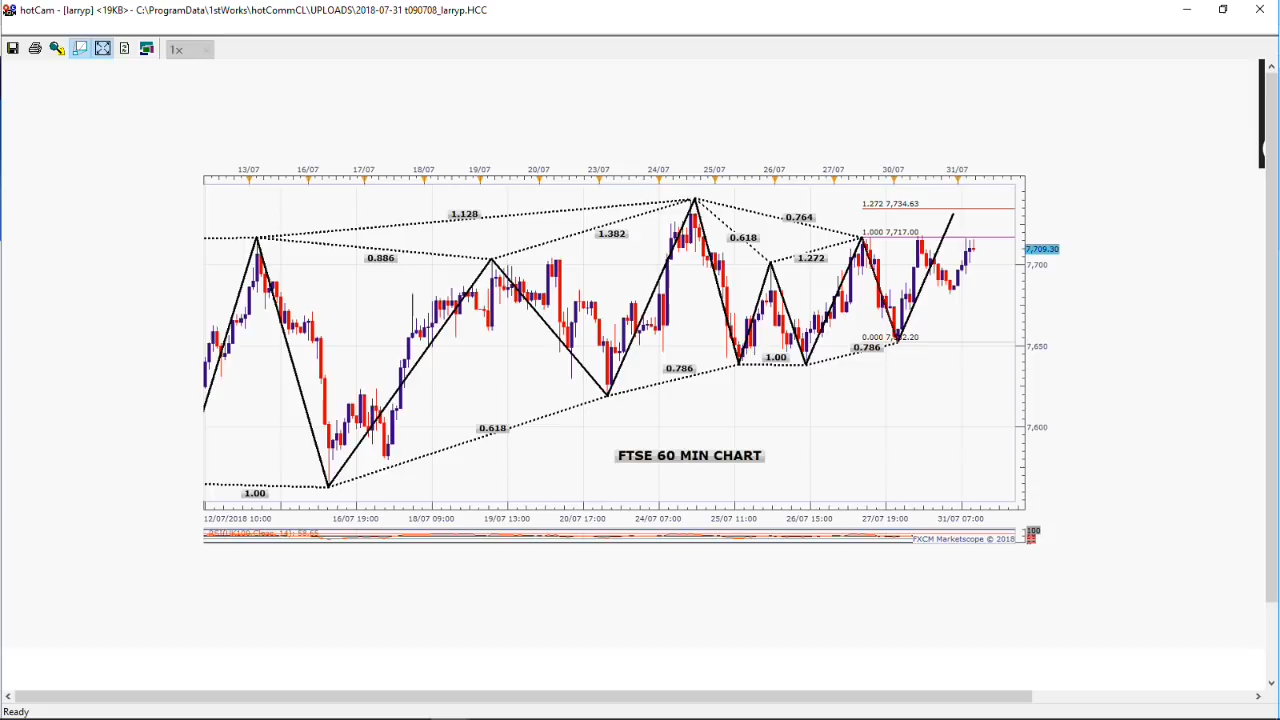 hotCam - [larryp] <19KB>- C:\ProgramData\1stWorks\hotCommCL\UPLOADS\2018-07-31 t090708_larryp.HCC
1x
13/07 16/07 17/07 18/07 19/07 20/07 23/07 24/07 25/07 26/07 27/07 30/07 31/07
1.272 7,734.63
1.128
0.764
1.382
0.618
1.000 7,717.00
7,709.30
0.886
1.272
7,700
0.000
0.786
7,650
1.00
0.786
0.618
7,600
FTSE 60 MIN CHART
1.00
12/07/2018 10:00 16/07 19:00 18/07 09:00 19/07 13:00 20/07 17:00 24/07 07:00 25/07 11:00 26/07 15:00 27/07 19:00 31/07 07:00
100
FXCM Marketscope © 2018
Ready